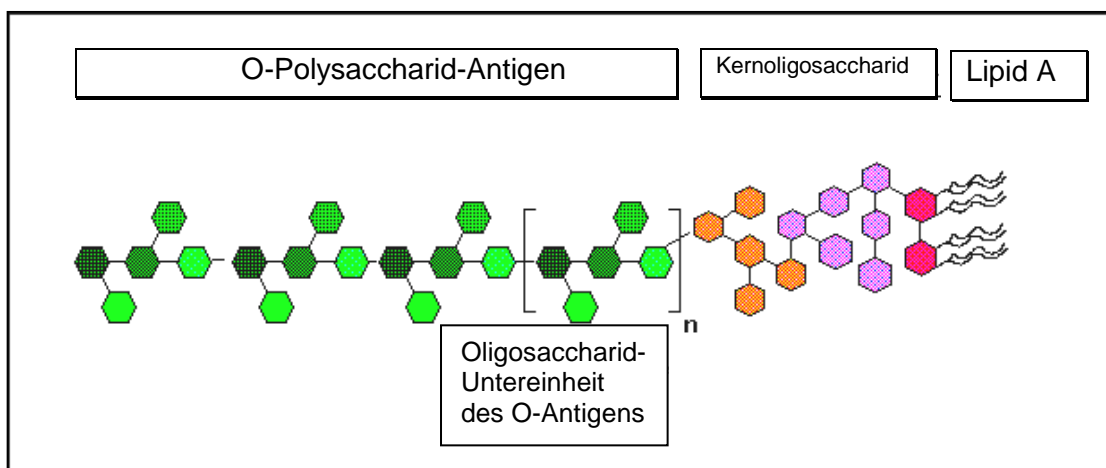 O-Polysaccharid-Antigen
Kernoligosaccharid
Lipid A
n
Oligosaccharid-
Untereinheit
des O-Antigens